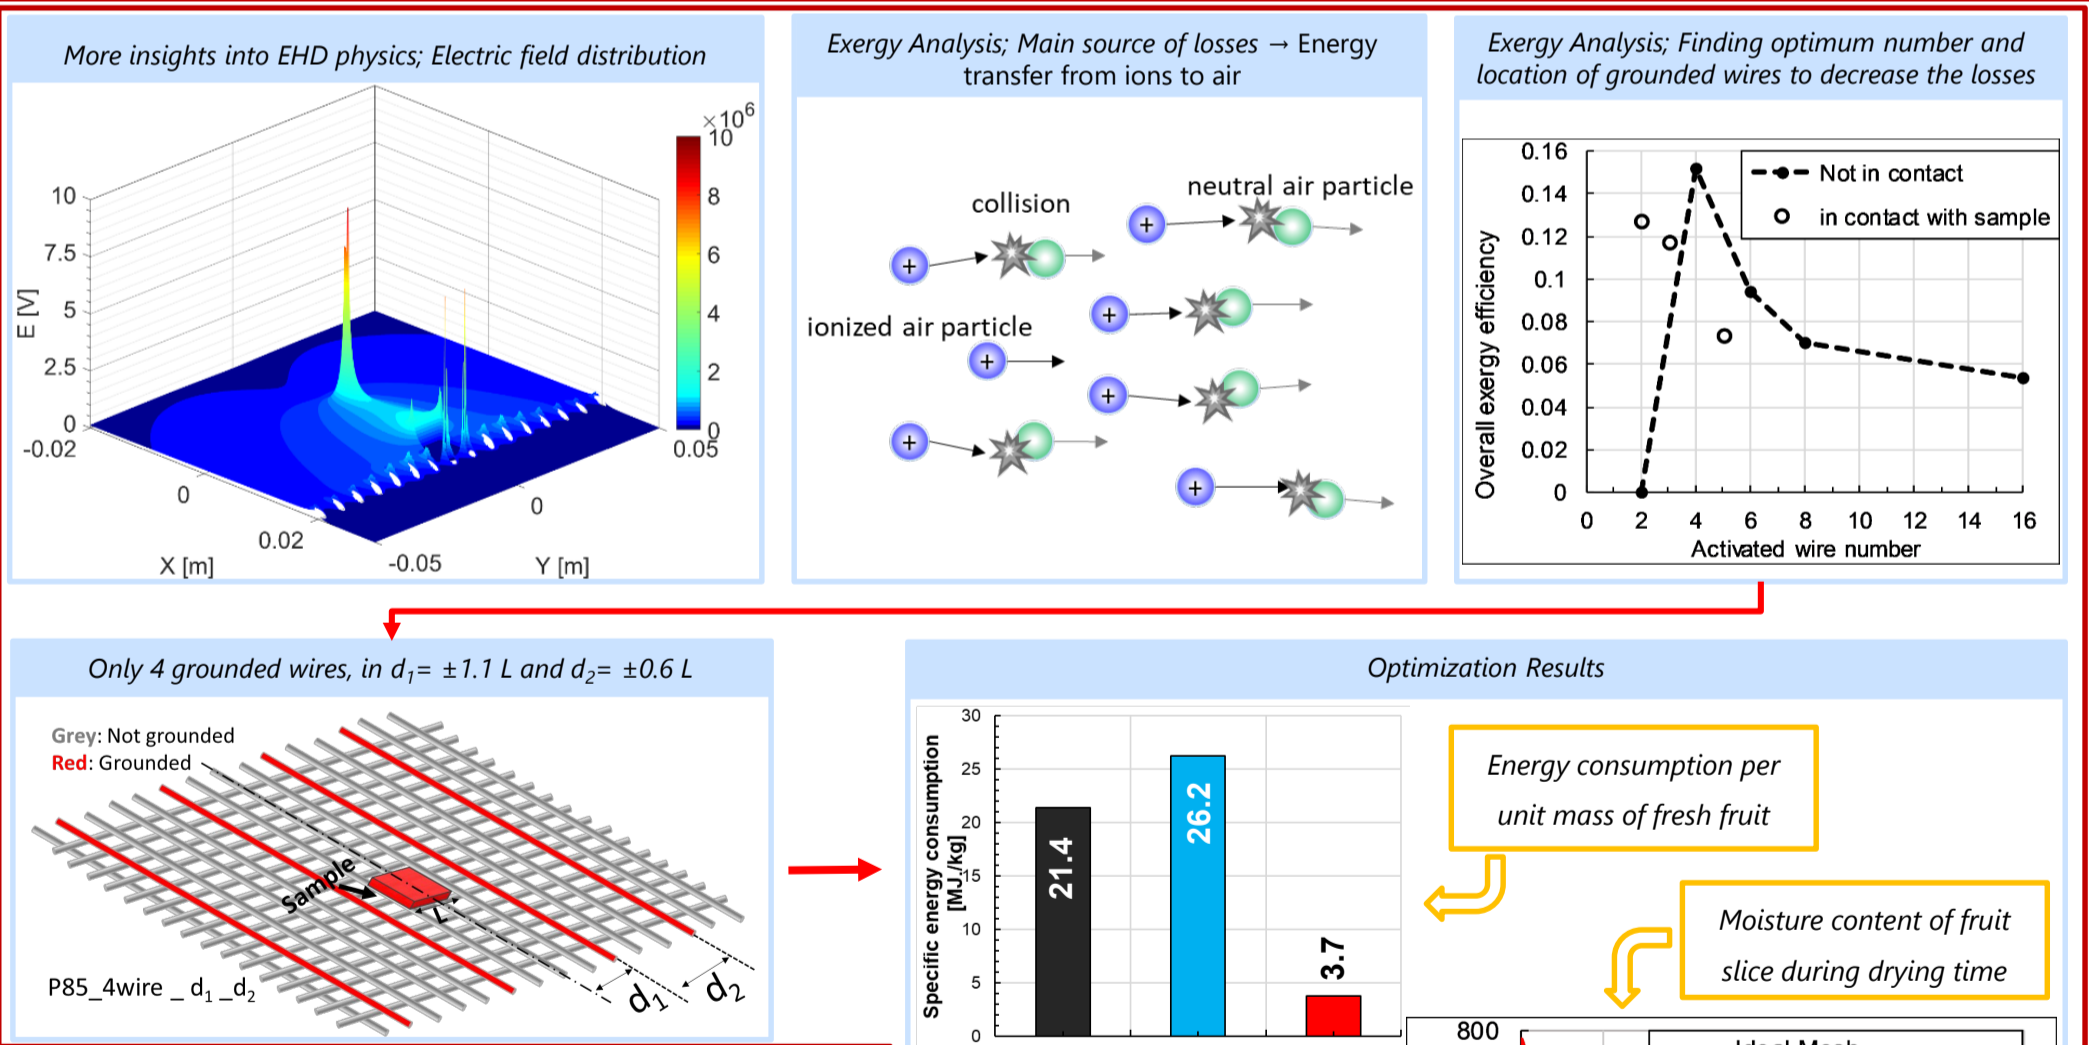 More insights into EHD physics; Electric field distribution
×10⁶
10
8
6
4
2
0
10
7.5
5
2.5
0
E [V]
-0.02
0
0.02
X [m]
-0.05
0
0.05
Y [m]
Exergy Analysis; Main source of losses → Energy
transfer from ions to air
collision
neutral air particle
ionized air particle
+
+
+
+
+
+
+
Exergy Analysis; Finding optimum number and
location of grounded wires to decrease the losses
Overall exergy efficiency
0.16
0.14
0.12
0.1
0.08
0.06
0.04
0.02
0
Not in contact
in contact with sample
0 2 4 6 8 10 12 14 16
Activated wire number
Only 4 grounded wires, in d₁= ±1.1 L and d₂= ±0.6 L
Grey: Not grounded
Red: Grounded
Sample
L
d₁
d₂
P85_4wire _ d₁ _d₂
Optimization Results
Specific energy consumption
[MJ/kg]
30
25
20
15
10
5
0
21.4
26.2
3.7
Energy consumption per
unit mass of fresh fruit
Moisture content of fruit
slice during drying time
800
Ideal Mesh